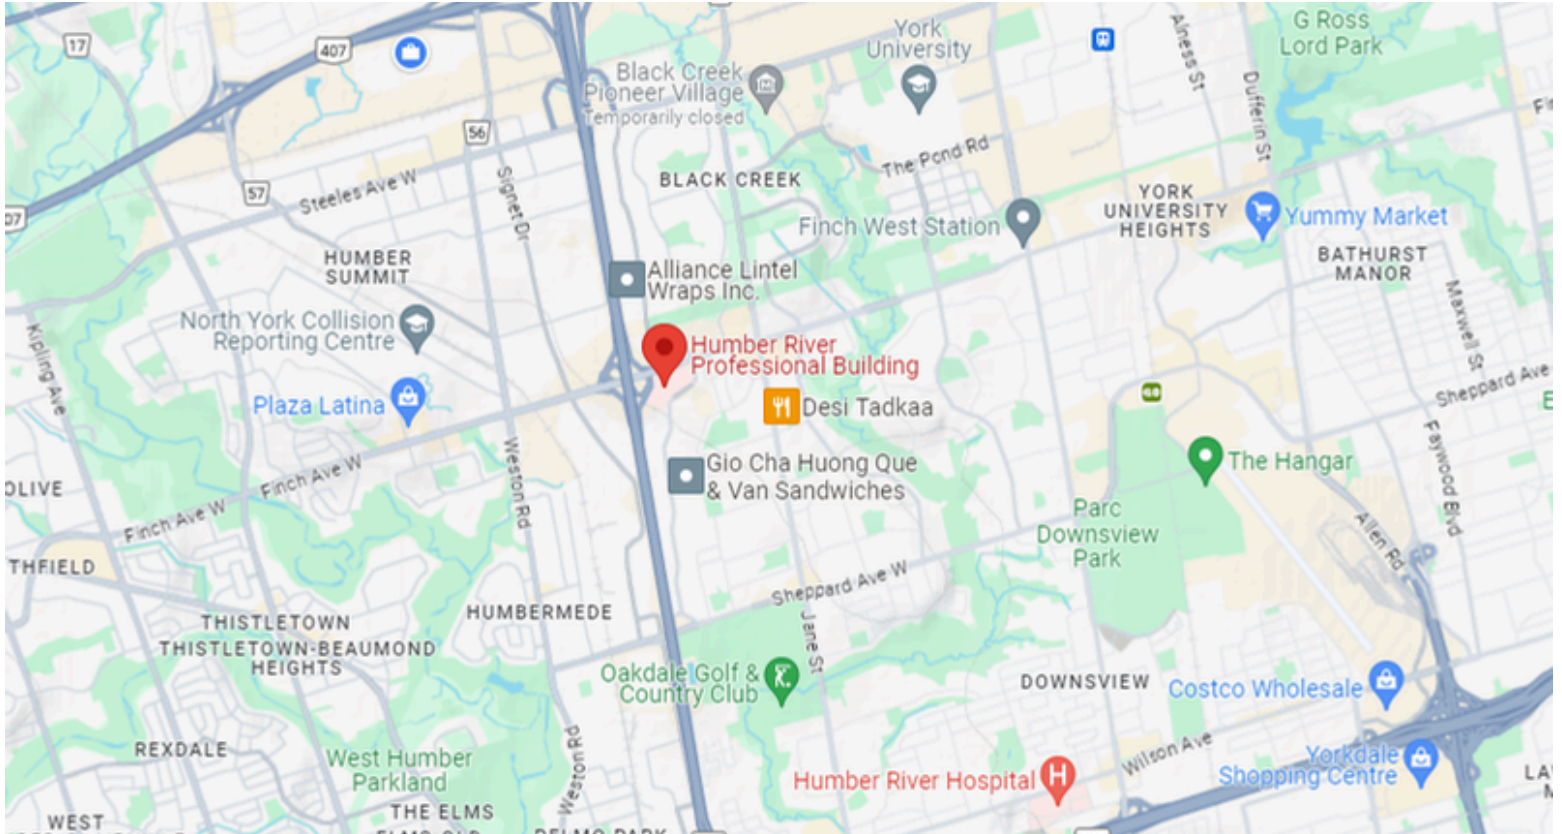 17
407
56
57
07
Steeles Ave W
Signet Dr
Black Creek
Pioneer Village
Temporarily closed
York
University
Alness St
Dufferin St
G Ross
Lord Park
The Pond Rd
BLACK CREEK
Finch West Station
YORK
UNIVERSITY
HEIGHTS
Yummy Market
BATHURST
MANOR
Maxwell St
HUMBER
SUMMIT
Alliance Lintel
Wraps Inc.
North York Collision
Reporting Centre
Kipling Ave
Humber River
Professional Building
Plaza Latina
Desi Tadkaa
Sheppard Ave
Faywood Blvd
Finch Ave W
Finch Ave W
Weston Rd
Gio Cha Huong Que
& Van Sandwiches
The Hangar
OLIVE
Parc
Downsview
Park
Allen Rd
THFIELD
Sheppard Ave W
Jane St
THISTLETOWN
THISTLETOWN-BEAUMOND
HEIGHTS
HUMBERMEDE
Oakdale Golf &
Country Club
DOWNSVIEW
Costco Wholesale
REXDALE
West Humber
Parkland
Weston Rd
Humber River Hospital
H
Wilson Ave
Yorkdale
Shopping Centre
THE ELMS
WEST
PELMO PARK